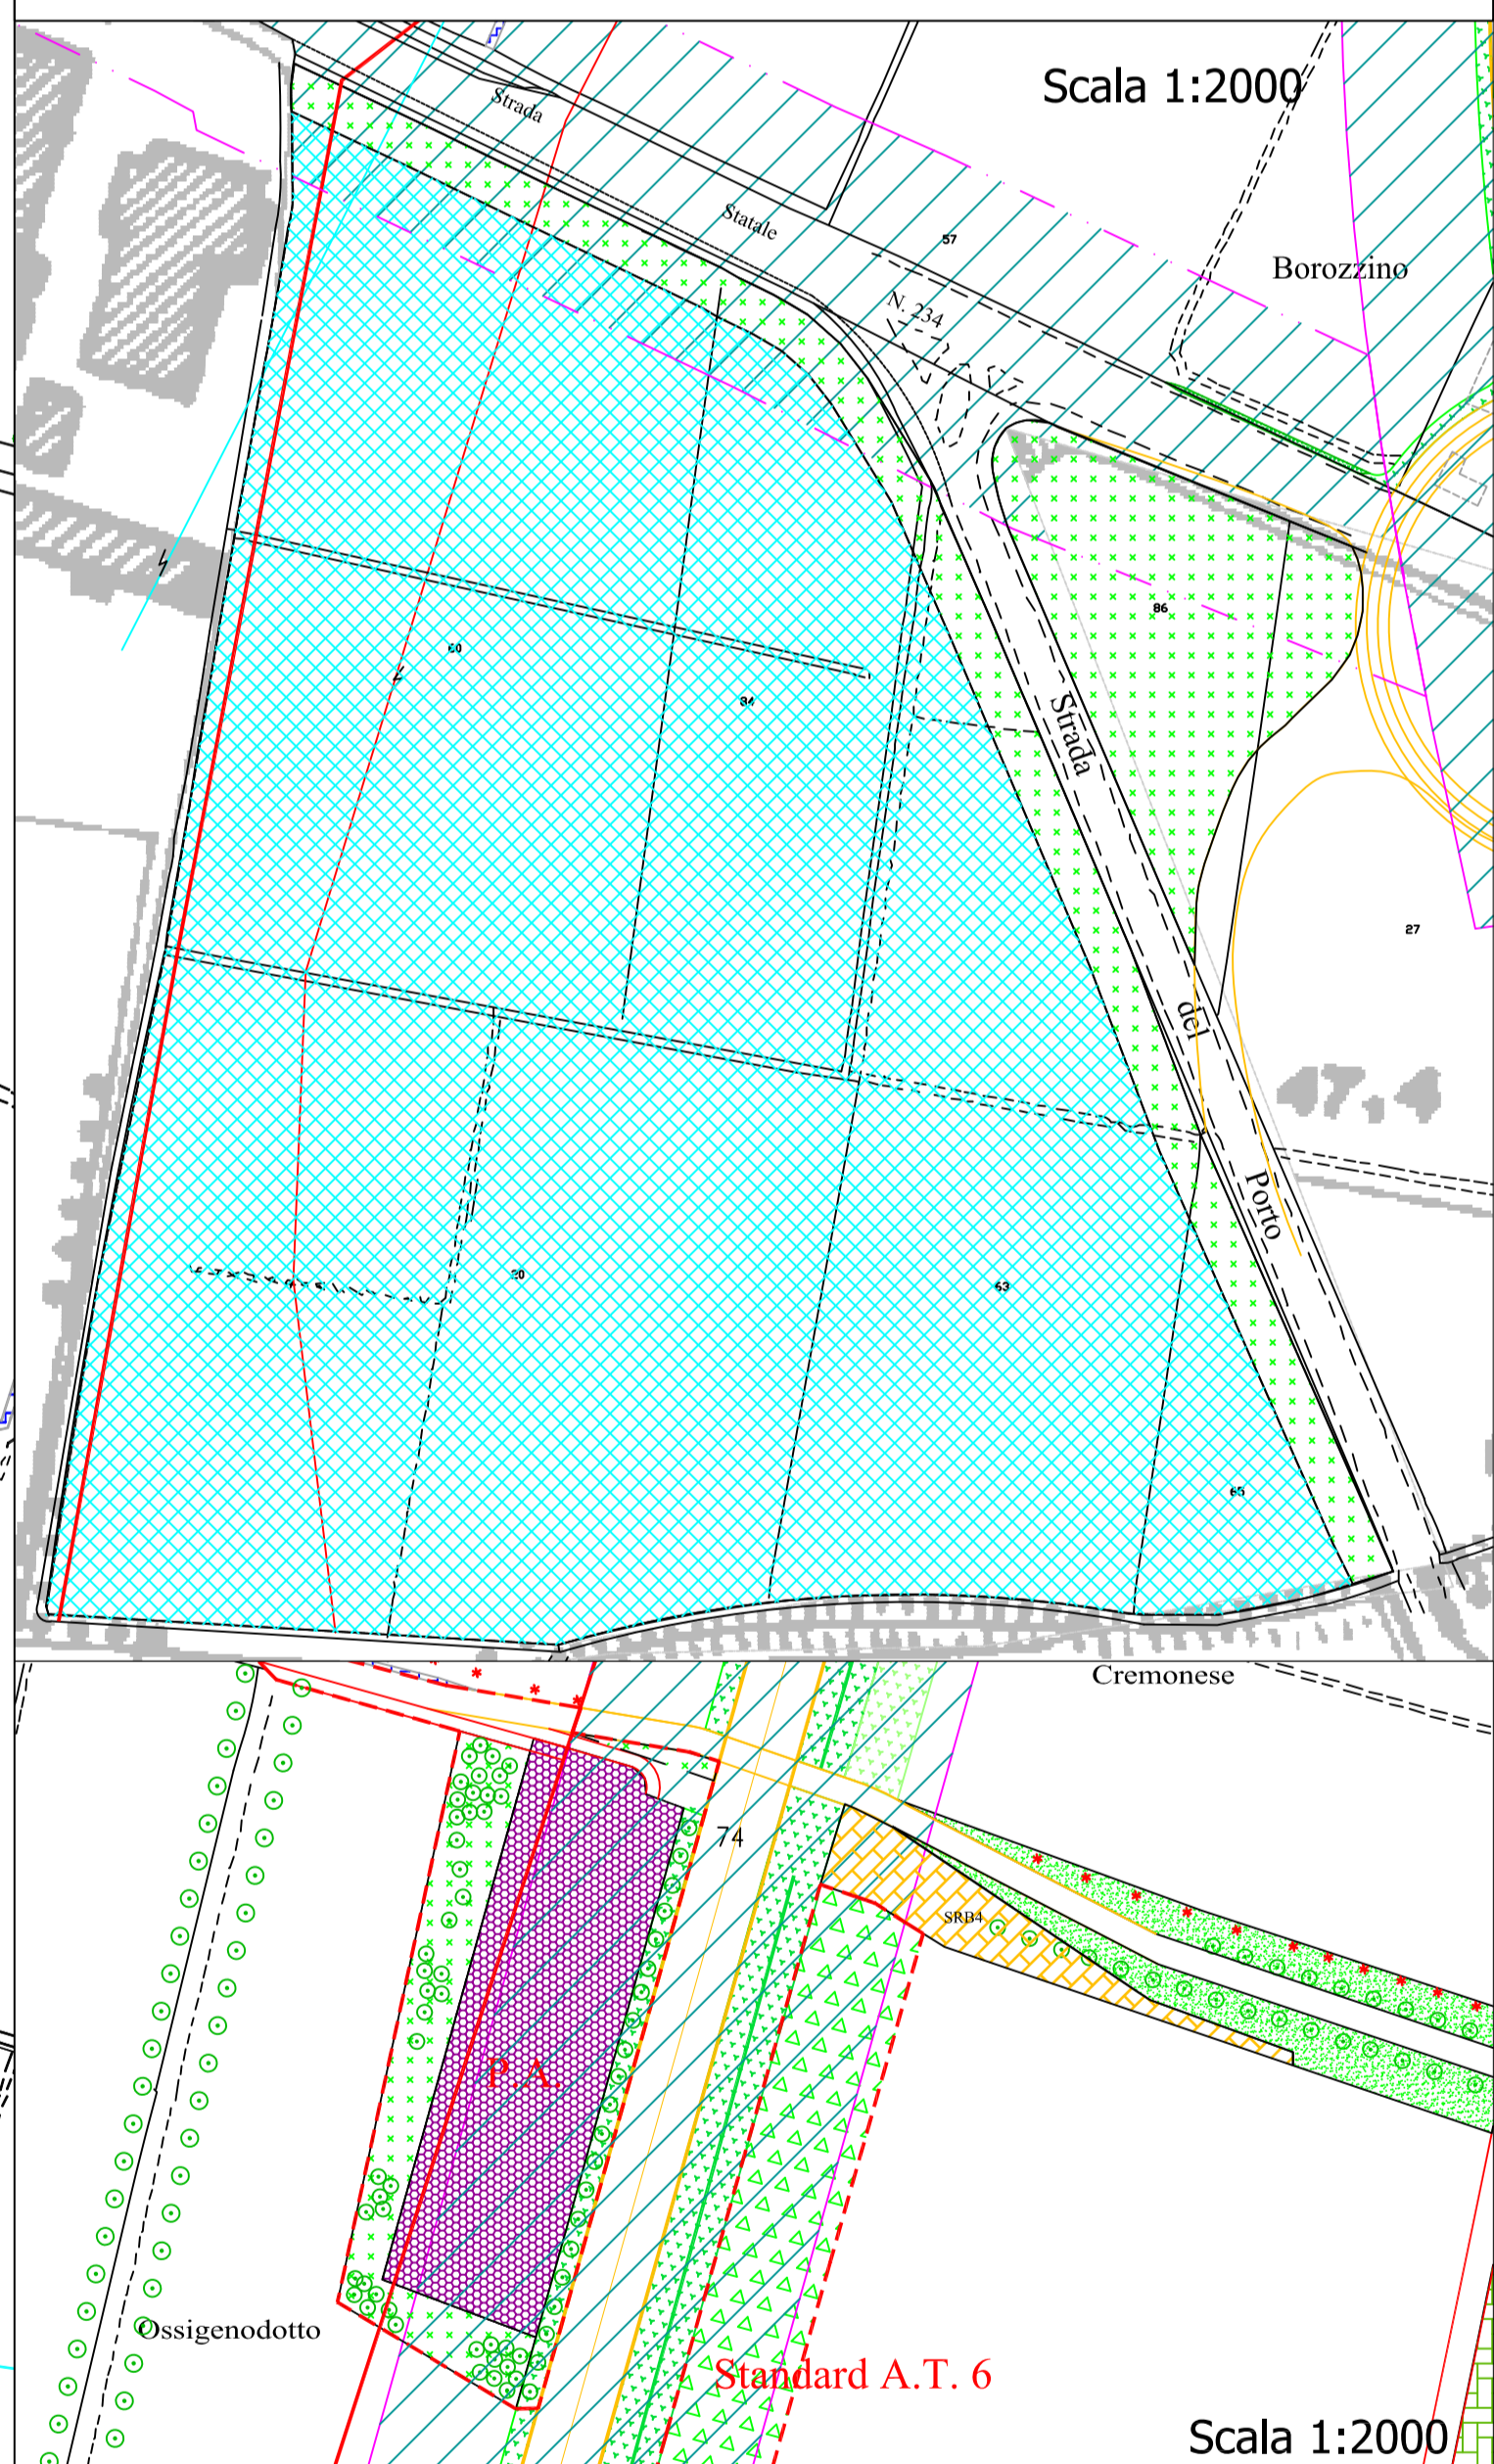 Scala 1:2000
Strada
Statale
57
Borozzino
N. 234
86
60
84
Strada
27
del
47.4
Porto
20
63
65
Cremonese
74
SRB4
P.A.
Ossigenodotto
Standard A.T. 6
Scala 1:2000